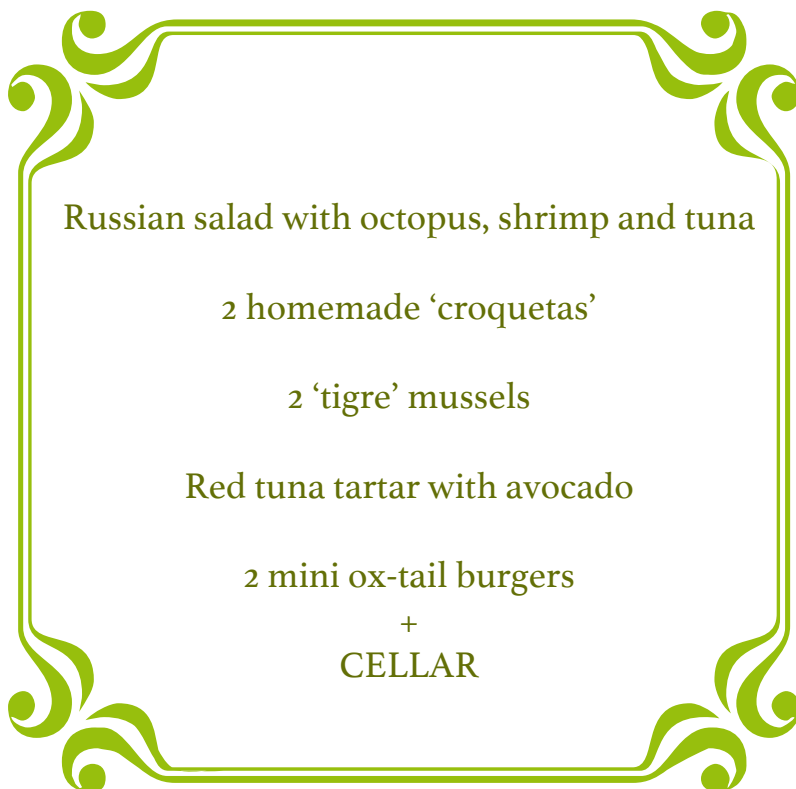 Russian salad with octopus, shrimp and tuna
2 homemade ‘croquetas’
2 ‘tigre’ mussels
Red tuna tartar with avocado
2 mini ox-tail burgers
+
CELLAR